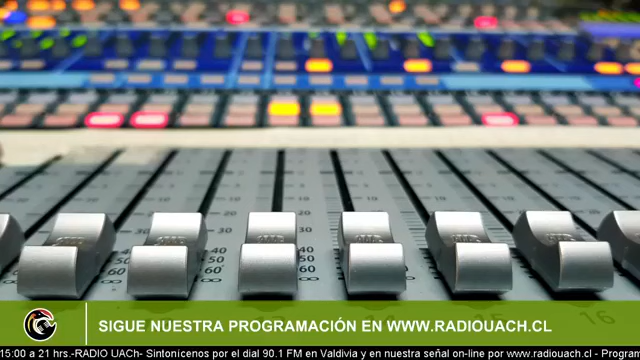 SIGUE NUESTRA PROGRAMACIÓN EN WWW.RADIOUACH.CL
15:00 a 21 hrs.-RADIO UACh- Sintonícenos por el dial 90.1 FM en Valdivia y en nuestra señal on-line por www.radiouach.cl - Program